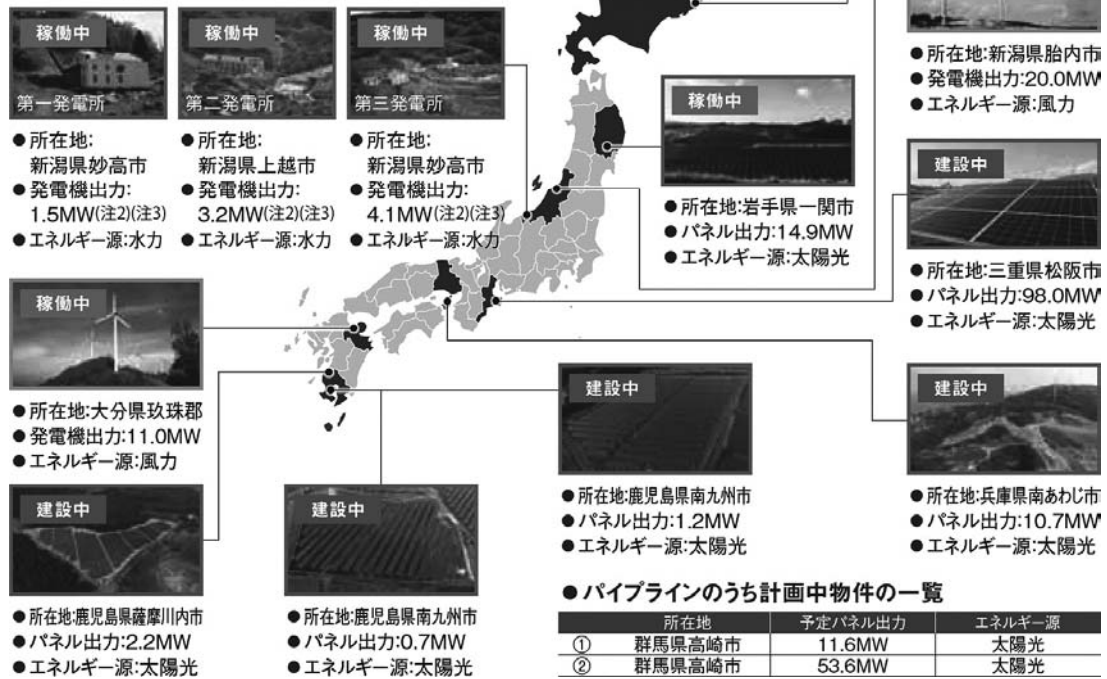 稼働中
第一発電所
●所在地:
新潟県妙高市
●発電機出力:
1.5MW(注2)(注3)
●エネルギー源:水力
稼働中
第二発電所
●所在地:
新潟県上越市
●発電機出力:
3.2MW(注2)(注3)
●エネルギー源:水力
稼働中
第三発電所
●所在地:
新潟県妙高市
●発電機出力:
4.1MW(注2)(注3)
●エネルギー源:水力
稼働中
●所在地:岩手県一関市
●パネル出力:14.9MW
●エネルギー源:太陽光
●所在地:新潟県胎内市
●発電機出力:20.0MW
●エネルギー源:風力
建設中
●所在地:三重県松阪市
●パネル出力:98.0MW
●エネルギー源:太陽光
稼働中
●所在地:大分県玖珠郡
●発電機出力:11.0MW
●エネルギー源:風力
建設中
●所在地:鹿児島県南九州市
●パネル出力:1.2MW
●エネルギー源:太陽光
建設中
●所在地:兵庫県南あわじ市
●パネル出力:10.7MW
●エネルギー源:太陽光
建設中
●所在地:鹿児島県薩摩川内市
●パネル出力:2.2MW
●エネルギー源:太陽光
建設中
●所在地:鹿児島県南九州市
●パネル出力:0.7MW
●エネルギー源:太陽光
●パイプラインのうち計画中物件の一覧
所在地 予定パネル出力 エネルギー源
① 群馬県高崎市 11.6MW 太陽光
② 群馬県高崎市 53.6MW 太陽光